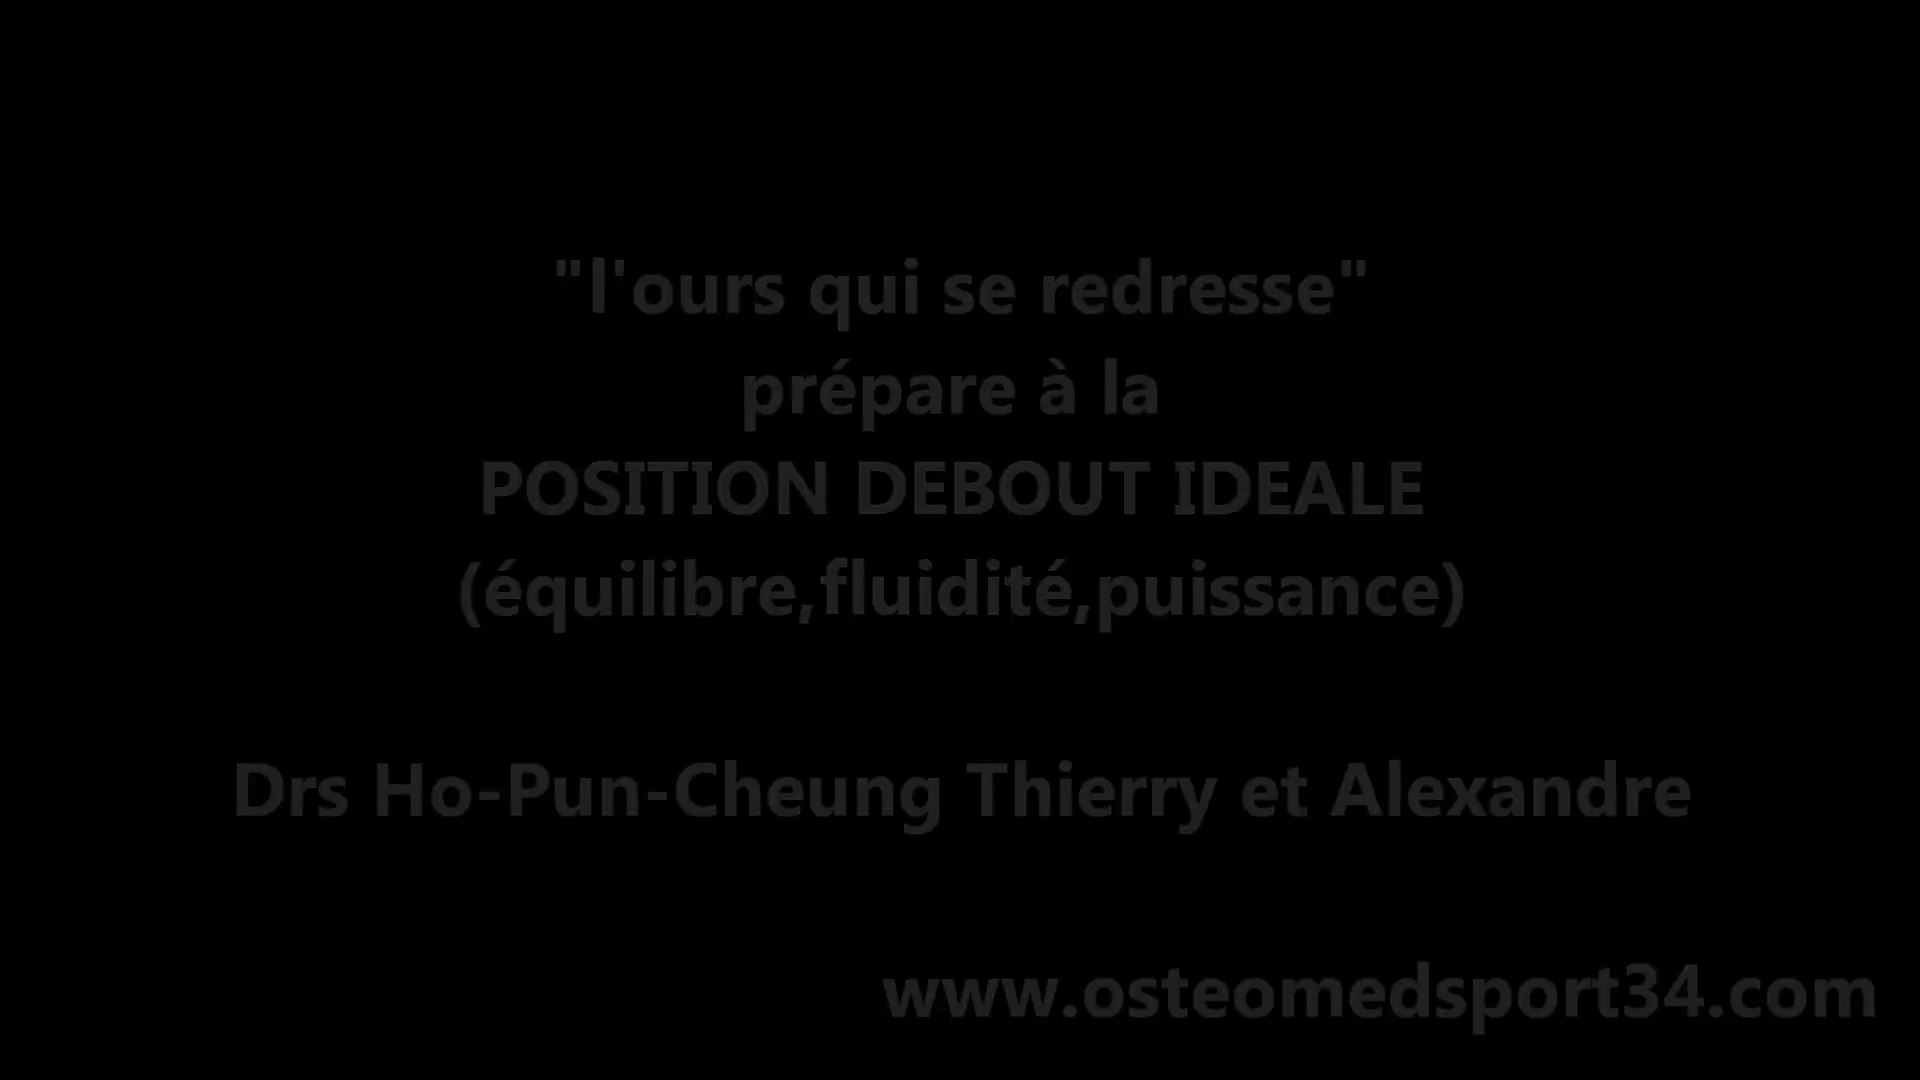 "l'ours qui se redresse"
prépare à la
POSITION DEBOUT IDEALE
(équilibre,fluidité,puissance)
Drs Ho-Pun-Cheung Thierry et Alexandre
www.osteomedsport34.com